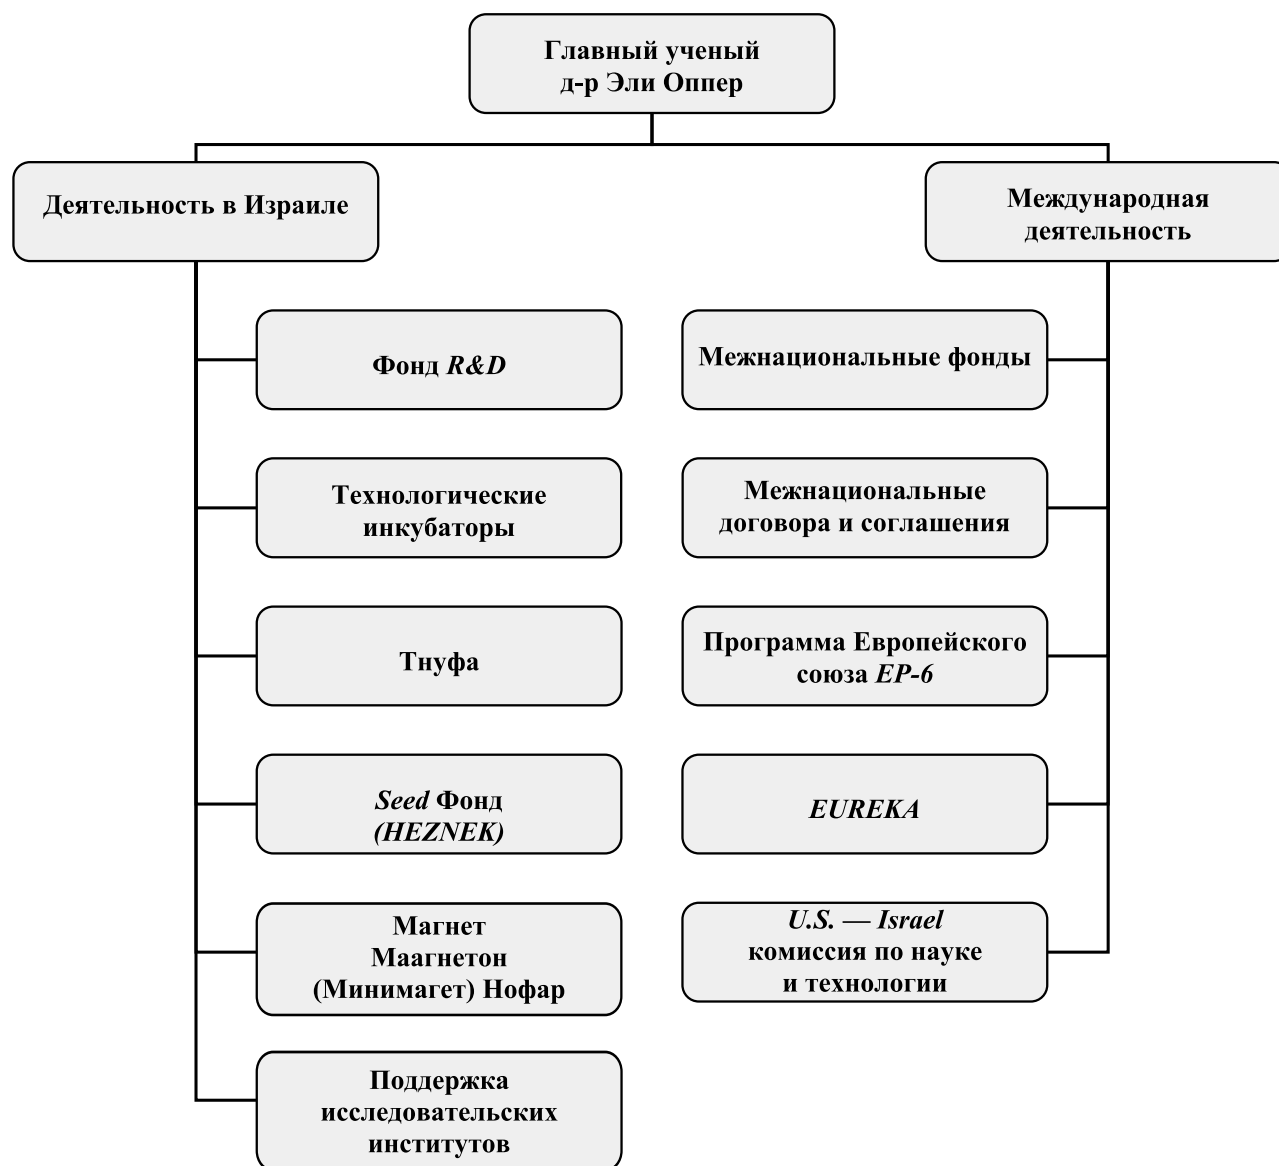 Главный ученый
д-р Эли Оппер
Деятельность в Израиле
Международная
деятельность
Фонд R&D
Технологические
инкубаторы
Тнуфа
Seed Фонд
(HEZNEK)
Магнет
Маагнетон
(Минимагет) Нофар
Поддержка
исследовательских
институтов
Межнациональные фонды
Межнациональные
договора и соглашения
Программа Европейского
союза EP-6
EUREKA
U.S. — Israel
комиссия по науке
и технологии